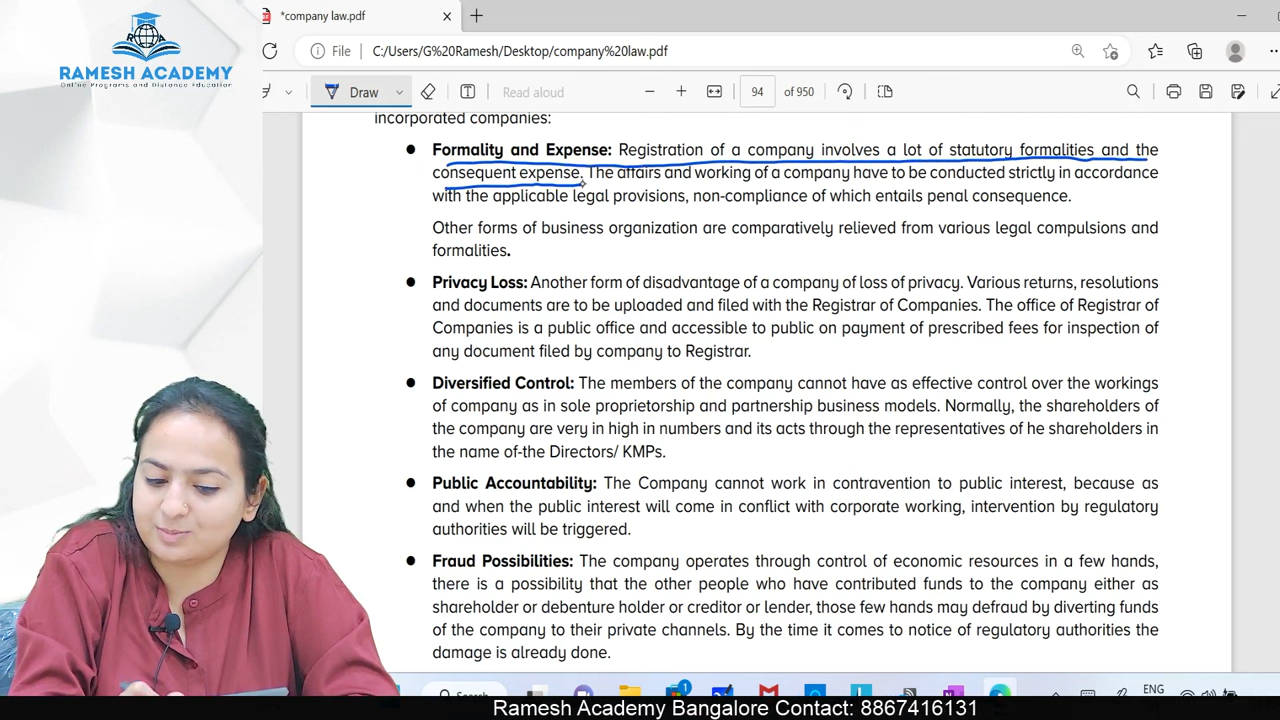 *company law.pdf
RAMESH ACADEMY
Online Programs and Distance Education
File C:/Users/G%20Ramesh/Desktop/company%20law.pdf
Draw Read aloud 94 of 950
incorporated companies:
● Formality and Expense: Registration of a company involves a lot of statutory formalities and the
consequent expense. The affairs and working of a company have to be conducted strictly in accordance
with the applicable legal provisions, non-compliance of which entails penal consequence.
Other forms of business organization are comparatively relieved from various legal compulsions and
formalities.
● Privacy Loss: Another form of disadvantage of a company of loss of privacy. Various returns, resolutions
and documents are to be uploaded and filed with the Registrar of Companies. The office of Registrar of
Companies is a public office and accessible to public on payment of prescribed fees for inspection of
any document filed by company to Registrar.
● Diversified Control: The members of the company cannot have as effective control over the workings
of company as in sole proprietorship and partnership business models. Normally, the shareholders of
the company are very in high in numbers and its acts through the representatives of he shareholders in
the name of-the Directors/ KMPs.
● Public Accountability: The Company cannot work in contravention to public interest, because as
and when the public interest will come in conflict with corporate working, intervention by regulatory
authorities will be triggered.
● Fraud Possibilities: The company operates through control of economic resources in a few hands,
there is a possibility that the other people who have contributed funds to the company either as
shareholder or debenture holder or creditor or lender, those few hands may defraud by diverting funds
of the company to their private channels. By the time it comes to notice of regulatory authorities the
damage is already done.
ENG
Ramesh Academy Bangalore Contact: 8867416131